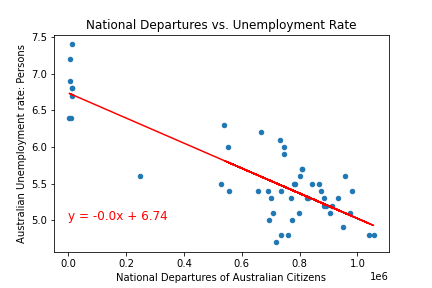 National Departures vs. Unemployment Rate
Australian Unemployment rate: Persons
7.5
7.0
6.5
6.0
5.5
5.0
y = -0.0x + 6.74
0.0
0.2
0.4
0.6
0.8
1.0
1e6
National Departures of Australian Citizens